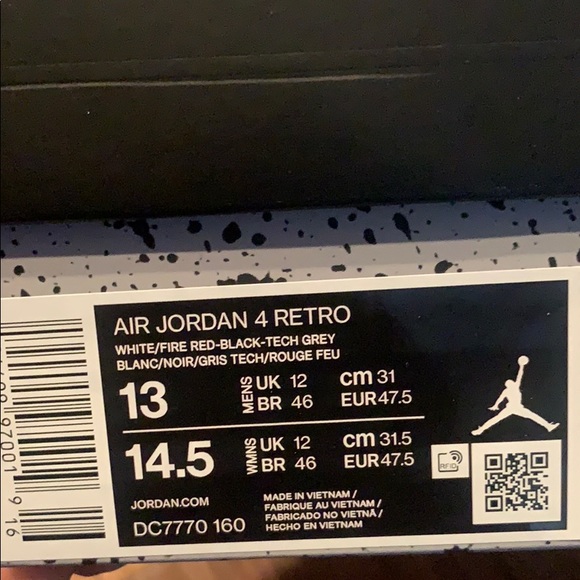 AIR JORDAN 4 RETRO
WHITE/FIRE RED-BLACK-TECH GREY
BLANC/NOIR/GRIS TECH/ROUGE FEU
13 MENS UK 12 cm 31
BR 46 EUR 47.5
14.5 WMNS UK 12 cm 31.5
BR 46 EUR 47.5
RFID
JORDAN.COM
DC7770 160
MADE IN VIETNAM /
FABRIQUE AU VIETNAM /
FABRICADO NO VIETNÃ /
HECHO EN VIETNAM
97001 9 16